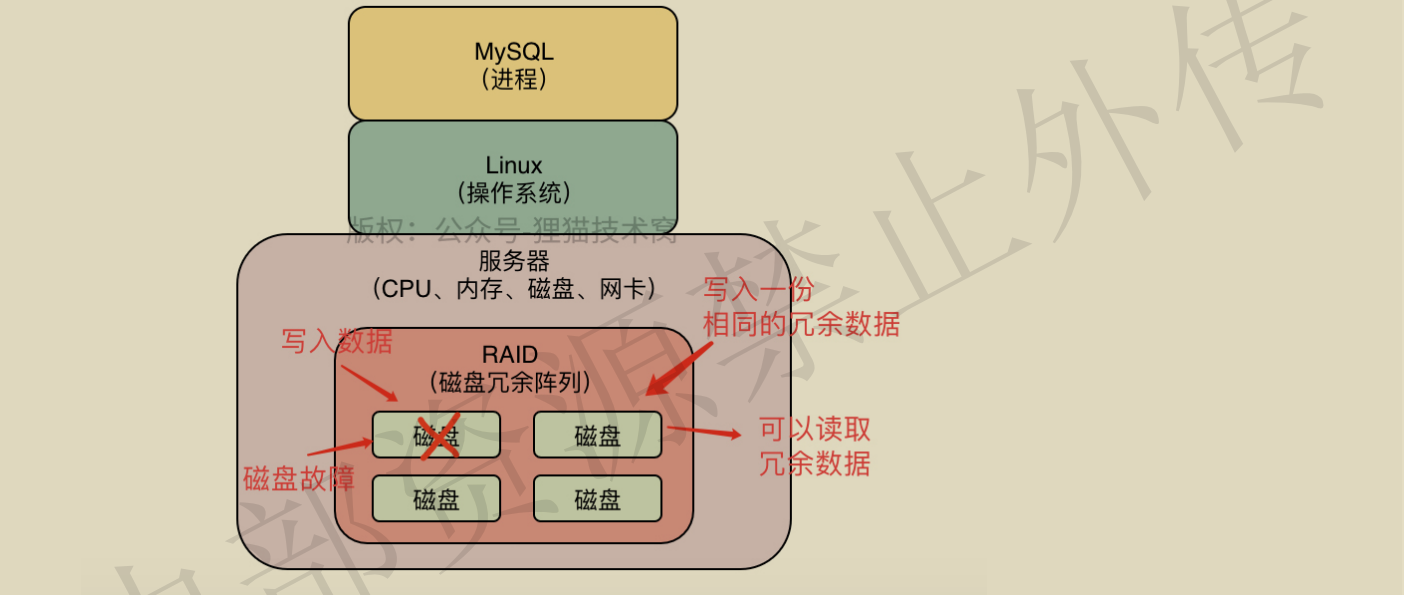 MySQL
（进程）
Linux
（操作系统）
版权：公众号 狸猫技术窝
服务器
（CPU、内存、磁盘、网卡）
写入一份
相同的冗余数据
写入数据
RAID
（磁盘冗余阵列）
磁盘
磁盘
可以读取
冗余数据
磁盘故障
磁盘
磁盘
内部资源禁止外传